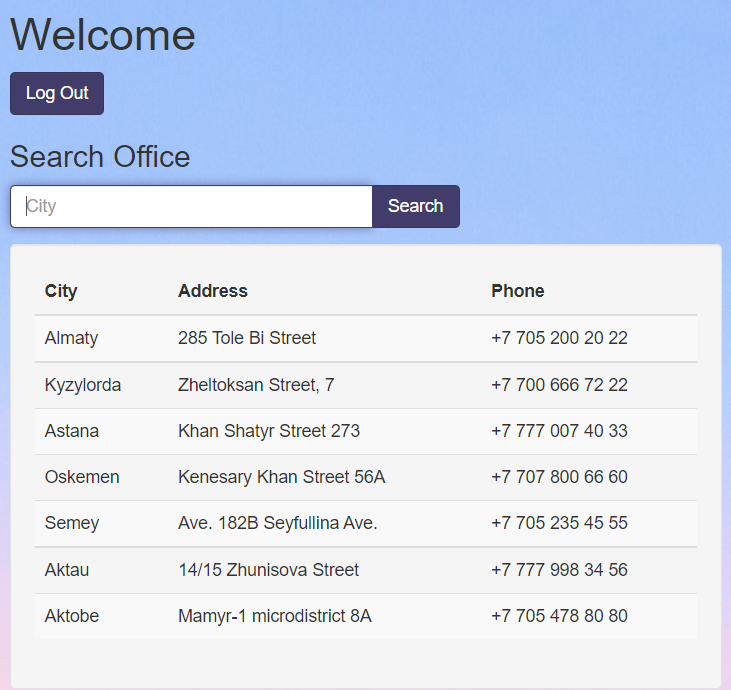 Welcome
Log Out
Search Office
City
Search
City Address Phone
Almaty 285 Tole Bi Street +7 705 200 20 22
Kyzylorda Zheltoksan Street, 7 +7 700 666 72 22
Astana Khan Shatyr Street 273 +7 777 007 40 33
Oskemen Kenesary Khan Street 56A +7 707 800 66 60
Semey Ave. 182B Seyfullina Ave. +7 705 235 45 55
Aktau 14/15 Zhunisova Street +7 777 998 34 56
Aktobe Mamyr-1 microdistrict 8A +7 705 478 80 80